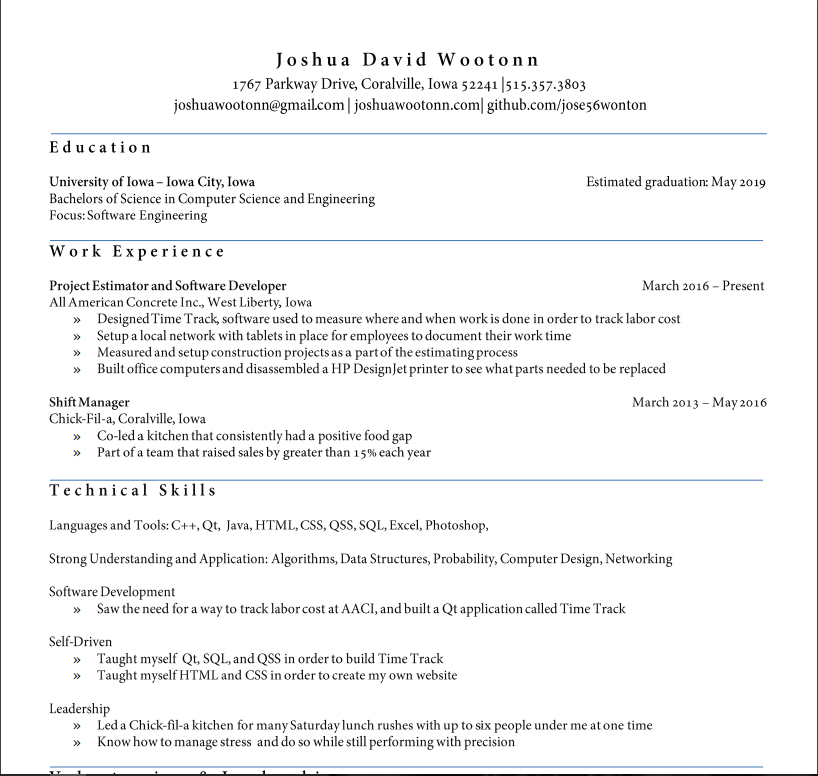 Joshua David Wootonn
1767 Parkway Drive, Coralville, Iowa 52241 |515.357.3803
joshuawootonn@gmail.com | joshuawootonn.com| github.com/jose56wonton
Education
University of Iowa – Iowa City, Iowa Estimated graduation: May 2019
Bachelors of Science in Computer Science and Engineering
Focus: Software Engineering
Work Experience
Project Estimator and Software Developer March 2016 – Present
All American Concrete Inc., West Liberty, Iowa
» Designed Time Track, software used to measure where and when work is done in order to track labor cost
» Setup a local network with tablets in place for employees to document their work time
» Measured and setup construction projects as a part of the estimating process
» Built office computers and disassembled a HP DesignJet printer to see what parts needed to be replaced
Shift Manager March 2013 – May 2016
Chick-Fil-a, Coralville, Iowa
» Co-led a kitchen that consistently had a positive food gap
» Part of a team that raised sales by greater than 15% each year
Technical Skills
Languages and Tools: C++, Qt, Java, HTML, CSS, QSS, SQL, Excel, Photoshop,
Strong Understanding and Application: Algorithms, Data Structures, Probability, Computer Design, Networking
Software Development
» Saw the need for a way to track labor cost at AACI, and built a Qt application called Time Track
Self-Driven
» Taught myself Qt, SQL, and QSS in order to build Time Track
» Taught myself HTML and CSS in order to create my own website
Leadership
» Led a Chick-fil-a kitchen for many Saturday lunch rushes with up to six people under me at one time
» Know how to manage stress and do so while still performing with precision